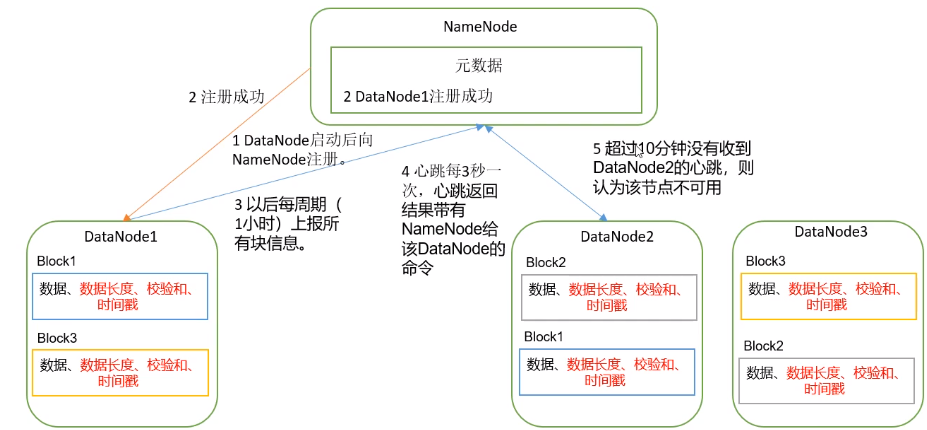 NameNode
元数据
2 DataNode1注册成功
2 注册成功
1 DataNode启动后向
NameNode注册。
3 以后每周期（
1小时）上报所
有块信息。
4 心跳每3秒一
次，心跳返回
结果带有
NameNode给
该DataNode的
命令
5 超过10分钟没有收到
DataNode2的心跳，则
认为该节点不可用
DataNode1
Block1
数据、数据长度、校验和、
时间戳
Block3
数据、数据长度、校验和、
时间戳
DataNode2
Block2
数据、数据长度、校验和、
时间戳
Block1
数据、数据长度、校验和、
时间戳
DataNode3
Block3
数据、数据长度、校验和、
时间戳
Block2
数据、数据长度、校验和、
时间戳